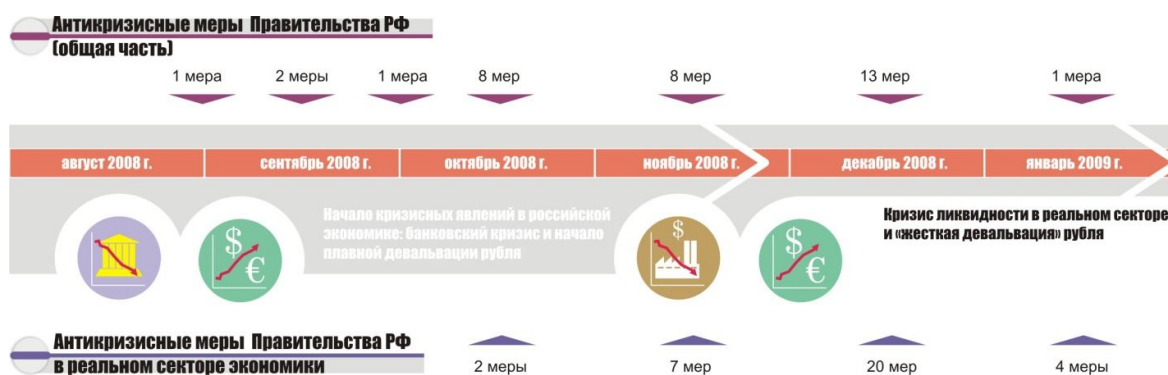 Антикризисные меры Правительства РФ
(общая часть)
1 мера 2 меры 1 мера 8 мер 8 мер 13 мер 1 мера
август 2008 г. сентябрь 2008 г. октябрь 2008 г. ноябрь 2008 г. декабрь 2008 г. январь 2009 г.
Начало кризисных явлений в российской
экономике: банковский кризис и начало
плавной девальвации рубля
Кризис ликвидности в реальном секторе
и «жесткая девальвация» рубля
$ € $ $ €
Антикризисные меры Правительства РФ
в реальном секторе экономики
2 меры 7 мер 20 мер 4 меры